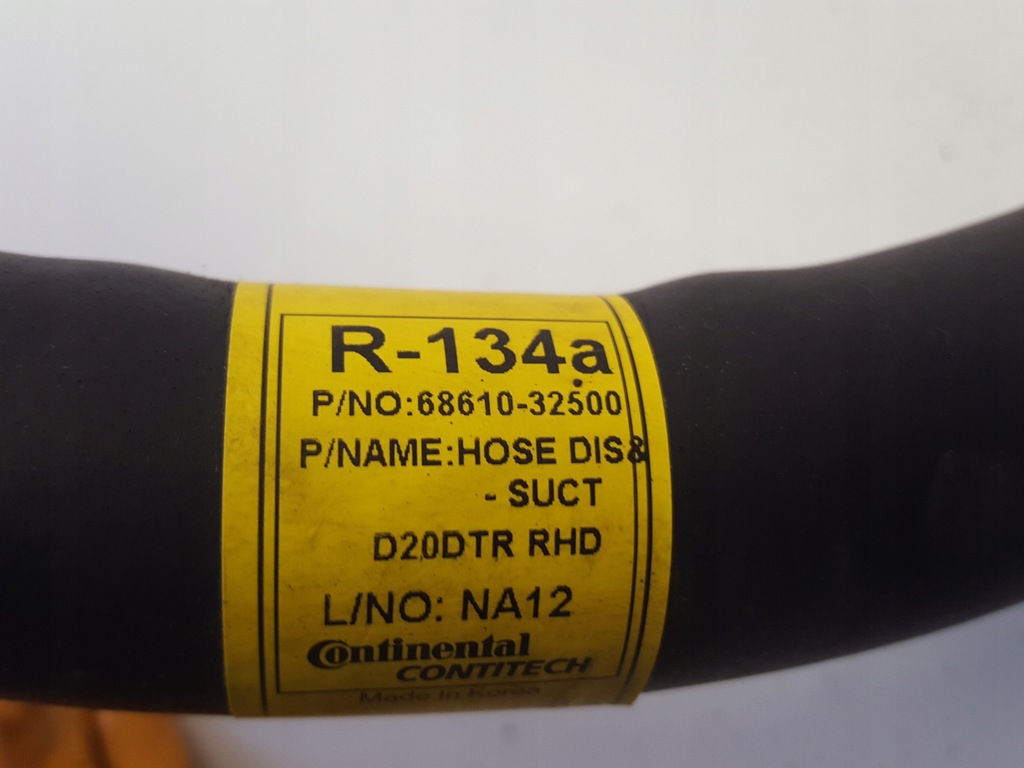 R-134a
P/NO:68610-32500
P/NAME:HOSE DIS&
- SUCT
D20DTR RHD
L/NO: NA12
Continental
CONTITECH
Made In Korea